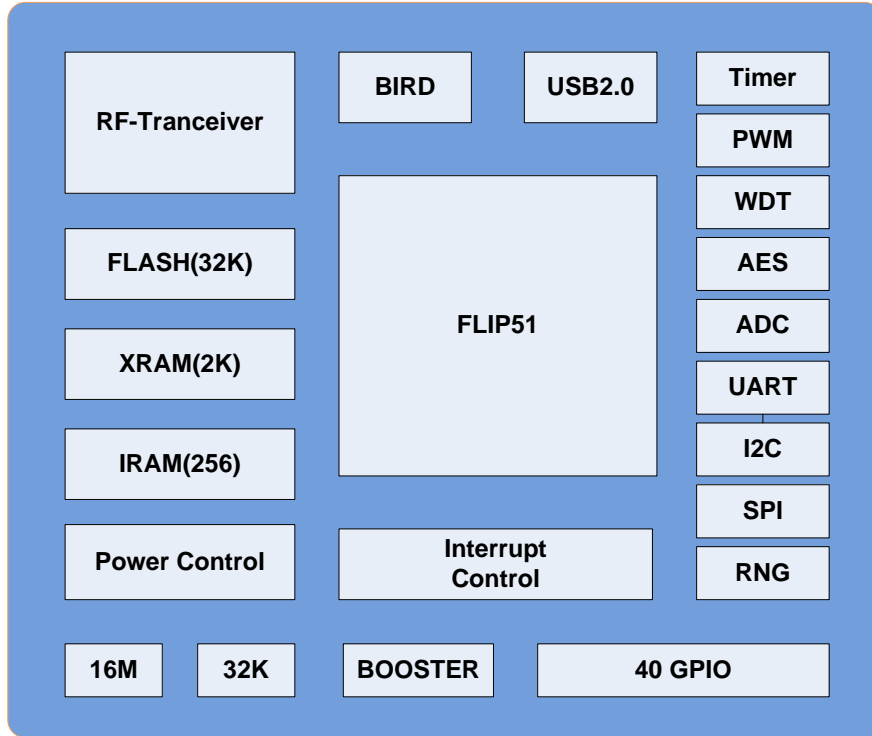 RF-Tranceiver
BIRD
USB2.0
Timer
PWM
WDT
AES
ADC
UART
I2C
SPI
RNG
FLASH(32K)
XRAM(2K)
IRAM(256)
Power Control
FLIP51
Interrupt
Control
16M
32K
BOOSTER
40 GPIO